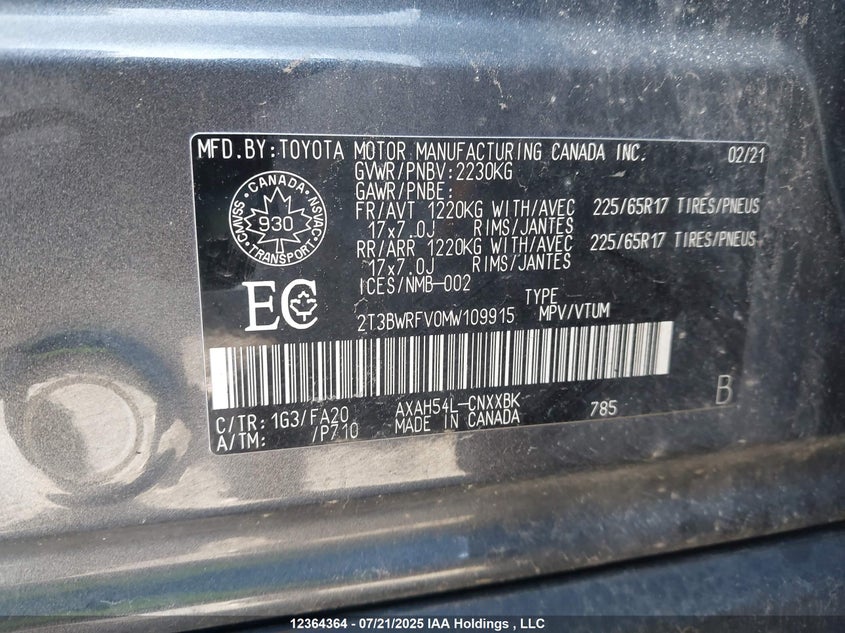 MFD.BY:TOYOTA MOTOR MANUFACTURING CANADA INC. 02/21
GVWR/PNBV:2230KG
GAWR/PNBE:
FR/AVT 1220KG WITH/AVEC 225/65R17 TIRES/PNEUS
17x7.0J RIMS/JANTES
RR/ARR 1220KG WITH/AVEC 225/65R17 TIRES/PNEUS
17x7.0J RIMS/JANTES
ICES/NMB-002
CANADA
CMVSS 930 NSVAC
TRANSPORT
EC
TYPE
2T3BWRFV0MW109915 MPV/VTUM
C/TR: 1G3/FA20 AXAH54L-CNXXBK 785 B
A/TM: /P710 MADE IN CANADA
12364364 - 07/21/2025 IAA Holdings , LLC